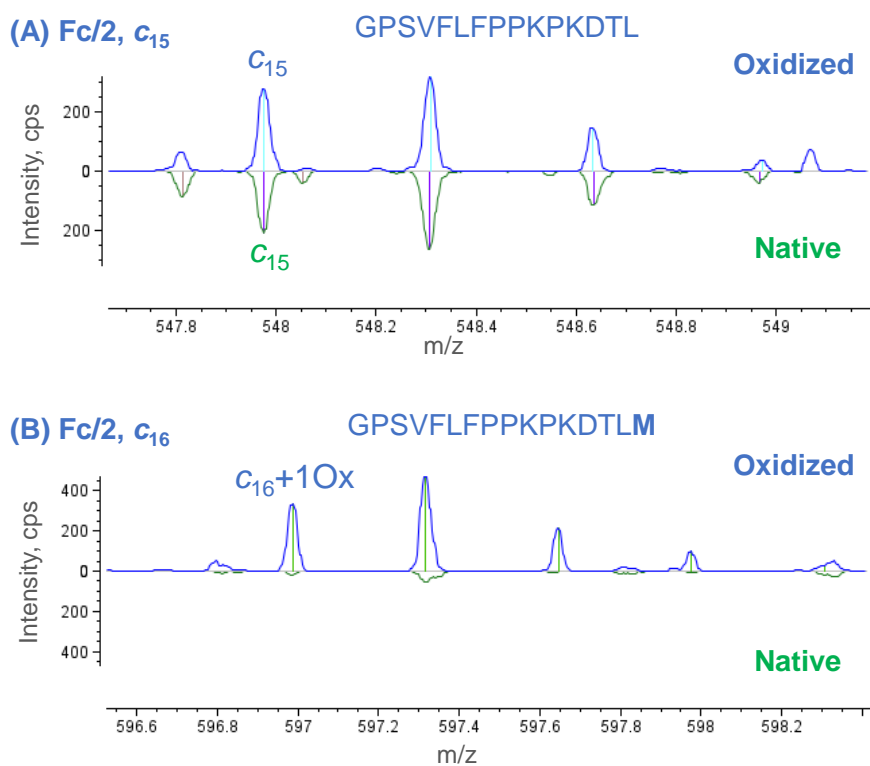 (A) Fc/2, c15
GPSVFLFPPKPKDTL
Oxidized
c15
Intensity, cps
200
0
200
c15
Native
547.8 548 548.2 548.4 548.6 548.8 549
m/z
(B) Fc/2, c16
GPSVFLFPPKPKDTLM
Oxidized
c16+1Ox
Intensity, cps
400
200
0
200
400
Native
596.6 596.8 597 597.2 597.4 597.6 597.8 598 598.2
m/z